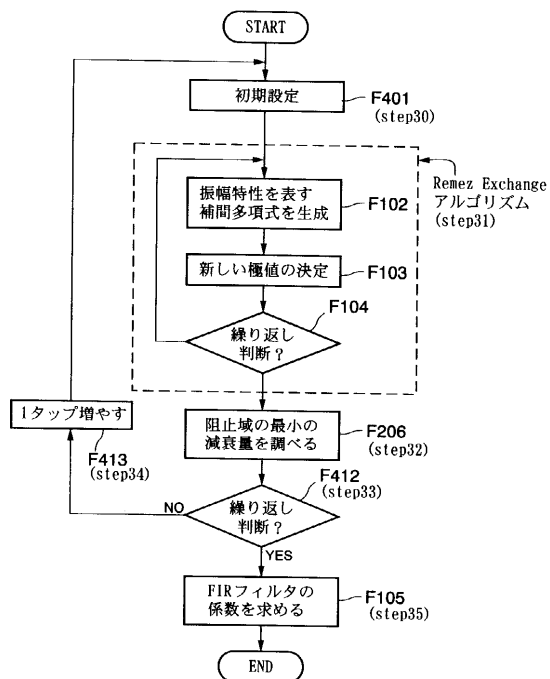 START
初期設定
F401
(step30)
Remez Exchange
アルゴリズム
(step31)
振幅特性を表す
補間多項式を生成
F102
新しい極値の決定
F103
F104
繰り返し
判断?
1タップ増やす
F413
(step34)
阻止域の最小の
減衰量を調べる
F206
(step32)
F412
(step33)
NO
繰り返し
判断?
YES
FIRフィルタの
係数を求める
F105
(step35)
END